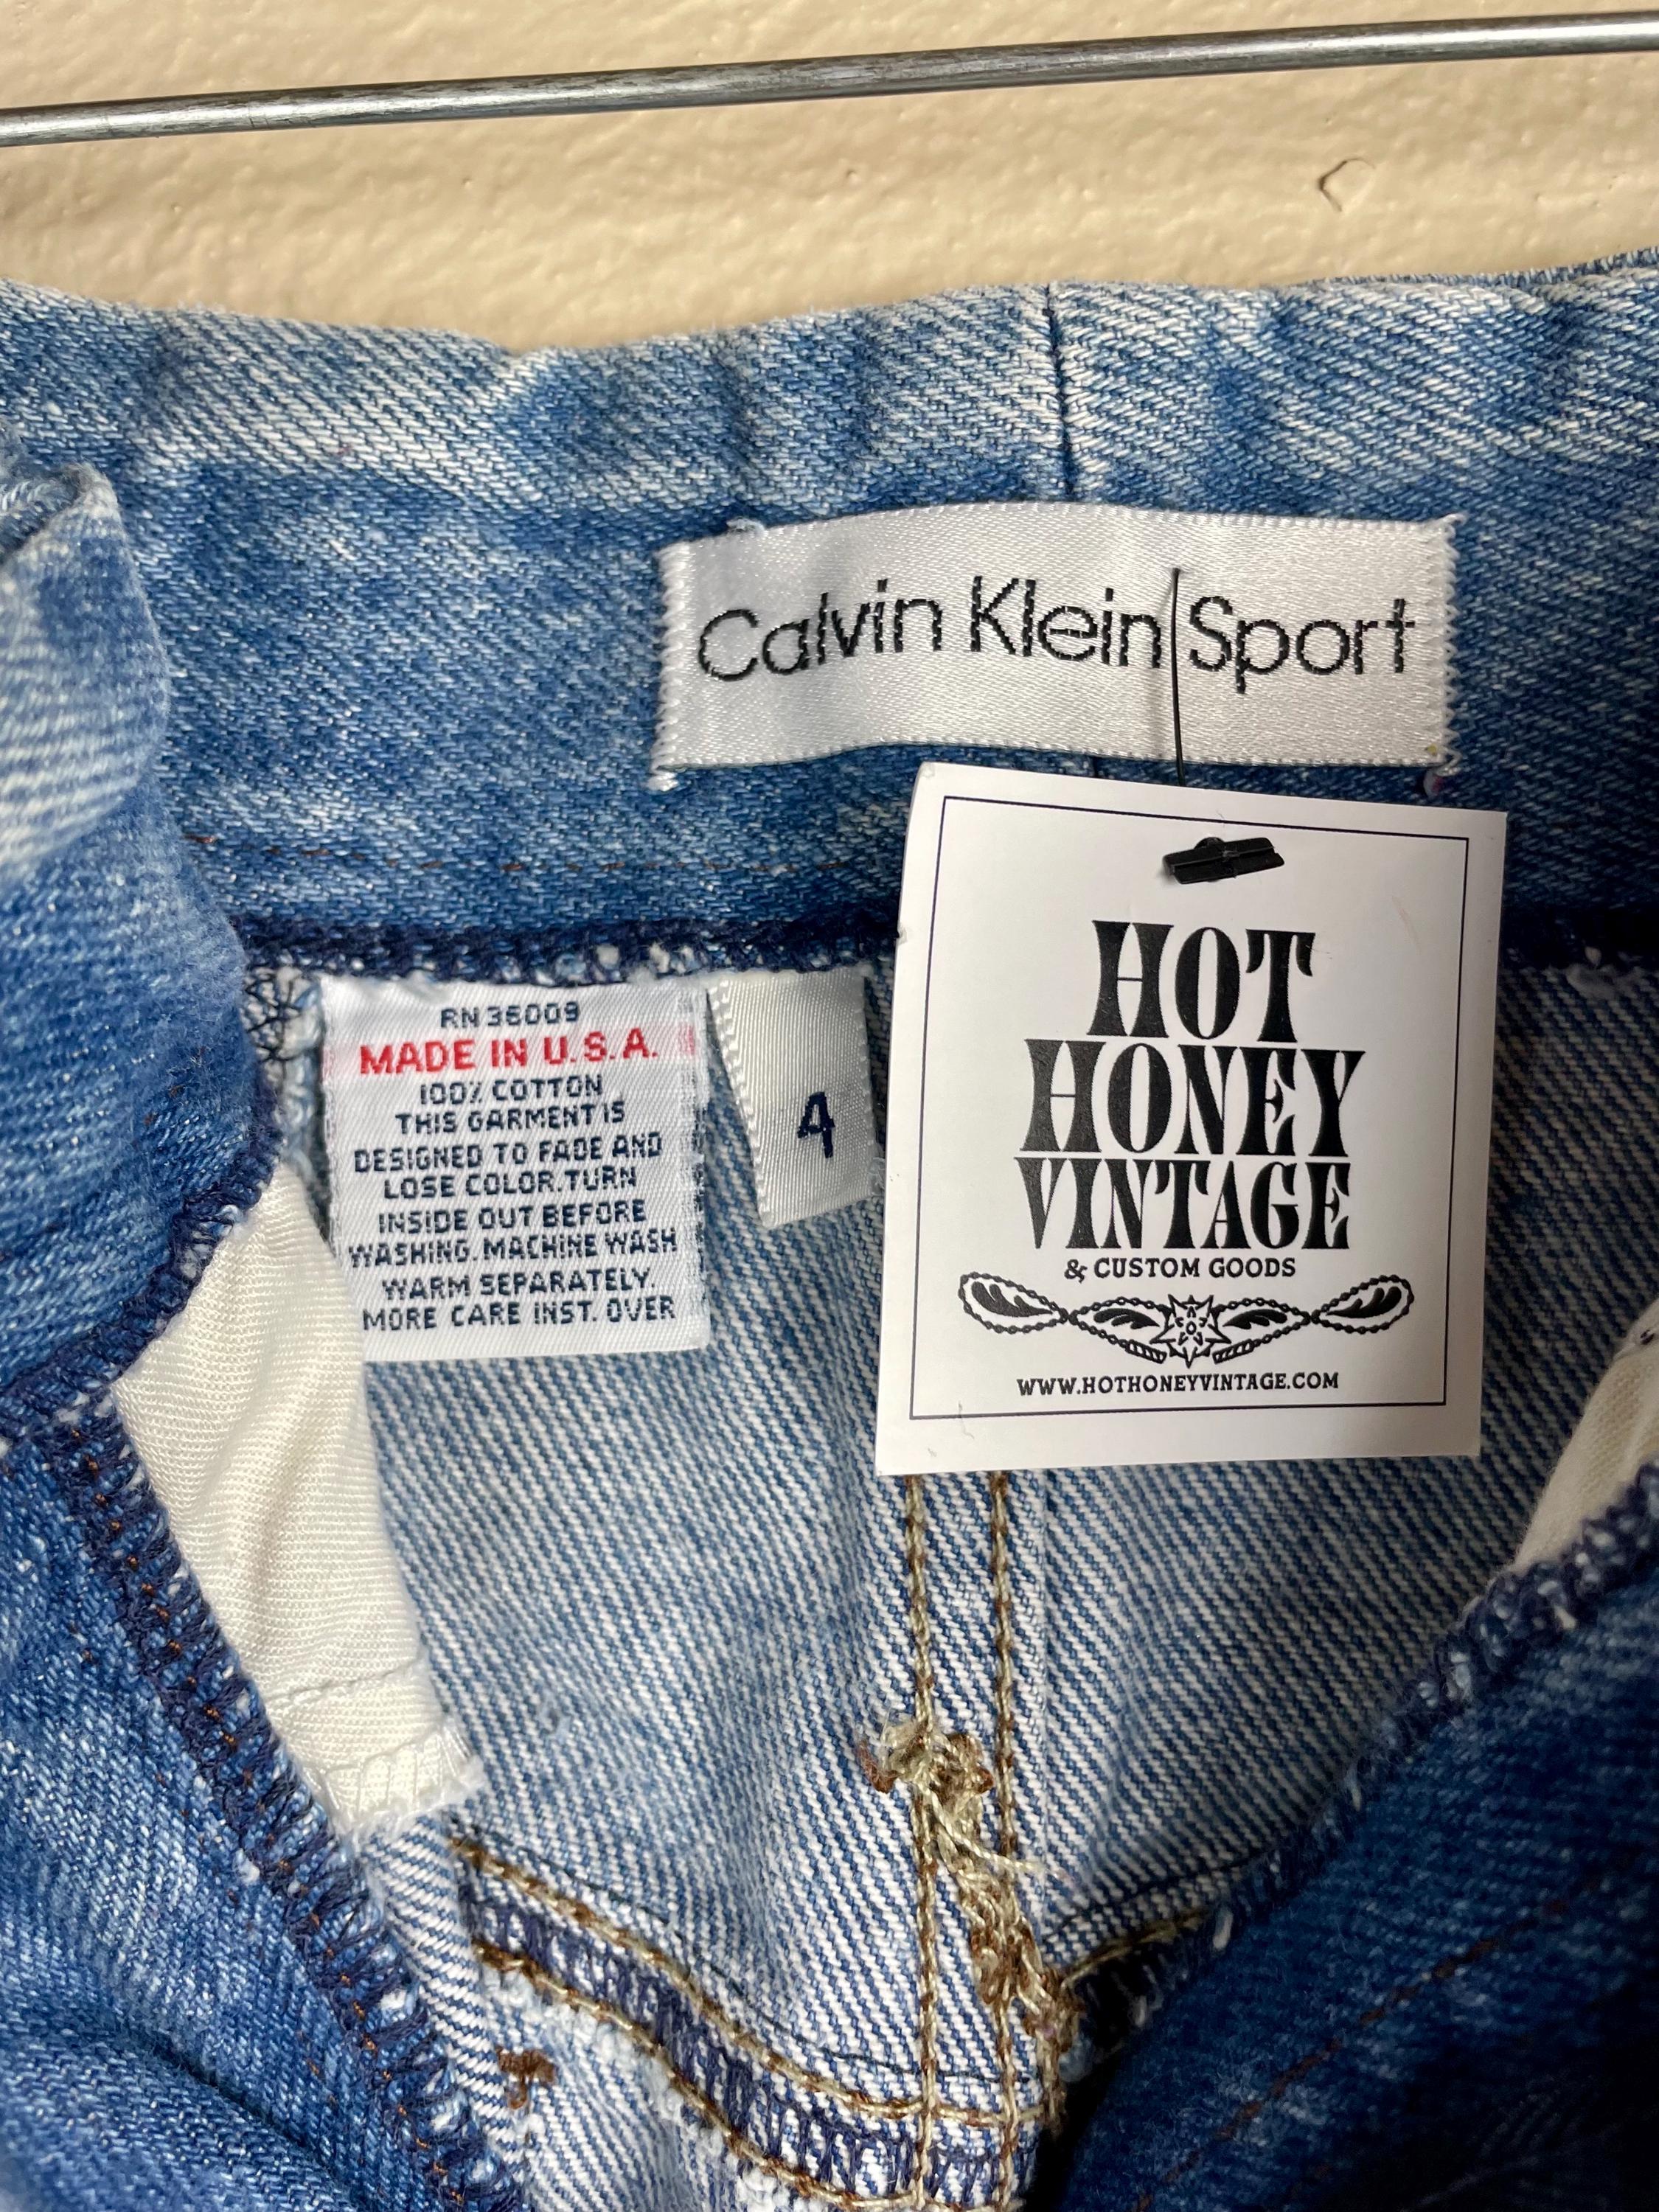 Calvin Klein|Sport
RN 36009
MADE IN U.S.A.
100% COTTON
THIS GARMENT IS
DESIGNED TO FADE AND
LOSE COLOR.TURN
INSIDE OUT BEFORE
WASHING. MACHINE WASH
WARM SEPARATELY.
MORE CARE INST. OVER
4
HOT
HONEY
VINTAGE
& CUSTOM GOODS
WWW.HOTHONEYVINTAGE.COM